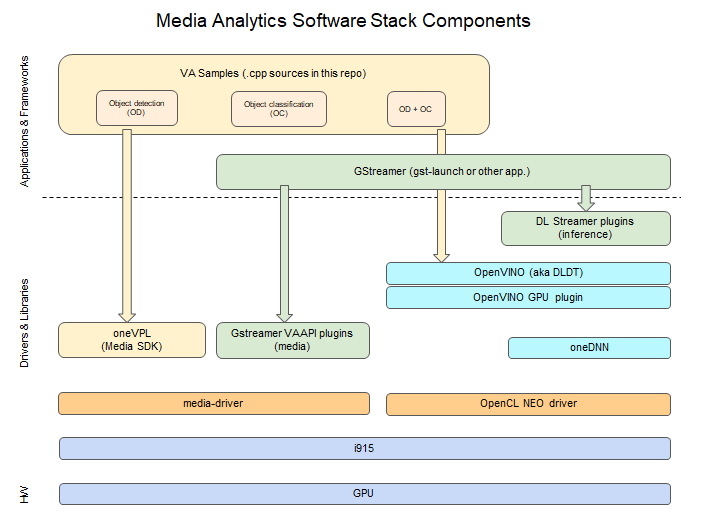 Media Analytics Software Stack Components
Applications & Frameworks
VA Samples (.cpp sources in this repo)
Object detection
(OD)
Object classification
(OC)
OD + OC
GStreamer (gst-launch or other app.)
DL Streamer plugins
(inference)
Drivers & Libraries
OpenVINO (aka DLDT)
OpenVINO GPU plugin
oneVPL
(Media SDK)
Gstreamer VAAPI plugins
(media)
oneDNN
media-driver
OpenCL NEO driver
i915
HW
GPU